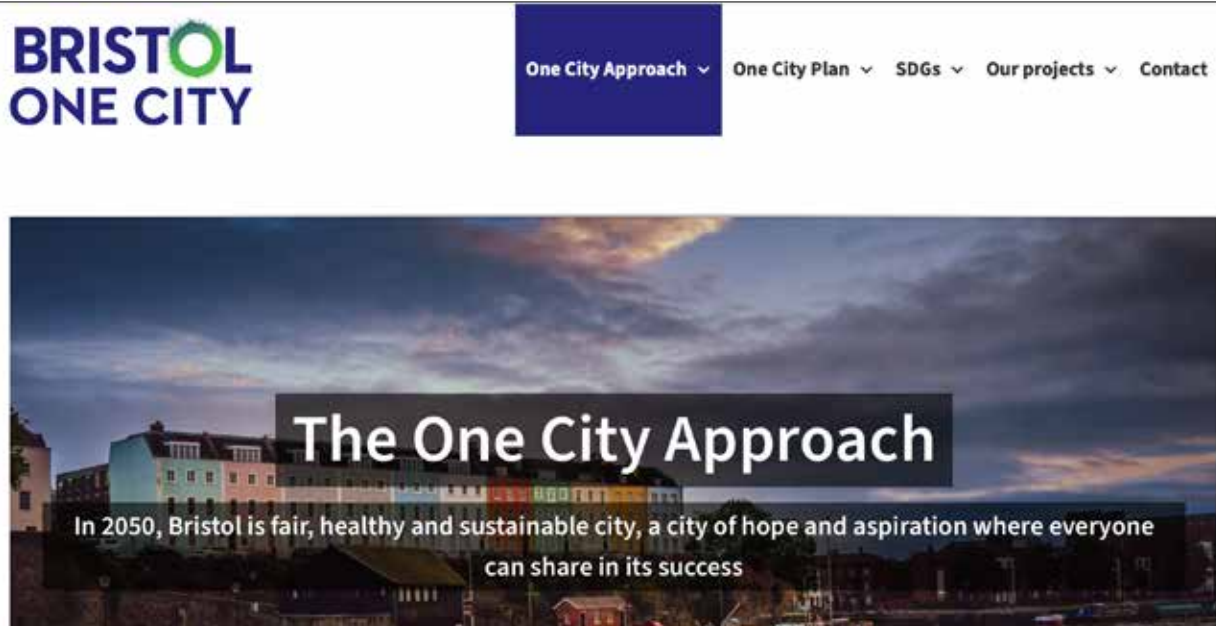 BRISTOL
ONE CITY
One City Approach One City Plan SDGs Our projects Contact
The One City Approach
In 2050, Bristol is fair, healthy and sustainable city, a city of hope and aspiration where everyone
can share in its success